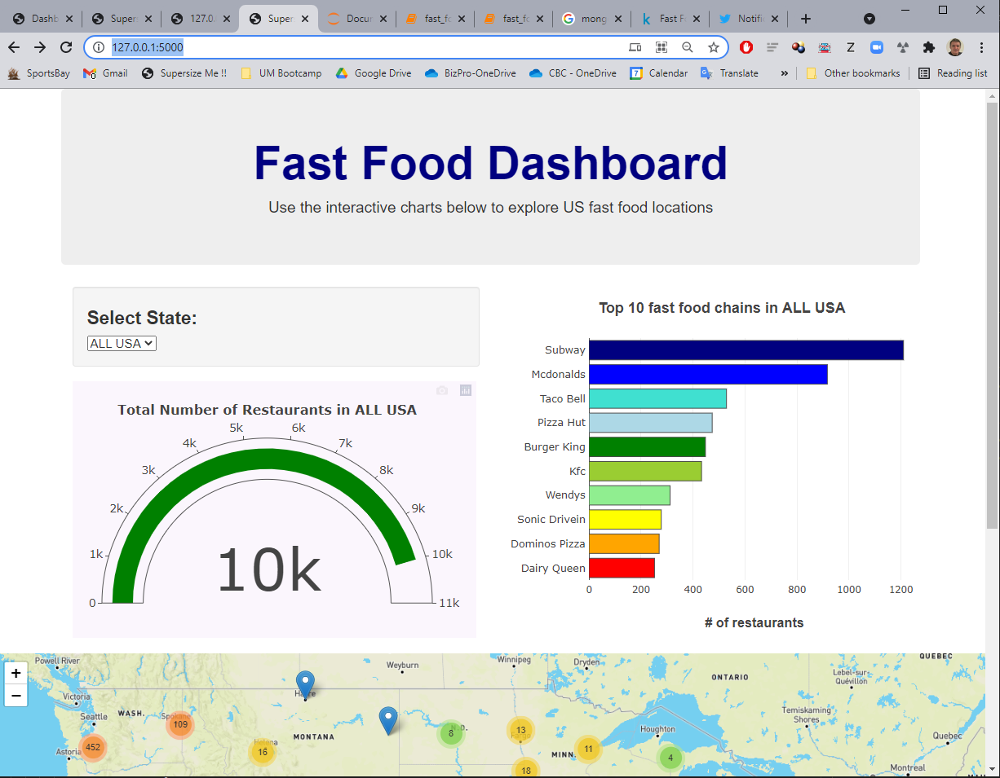 Dashb
Super
127.0.
Super
Docur
fast_fo
fast_fo
mong
Fast F
Notifi
127.0.0.1:5000
Z
SportsBay
Gmail
Supersize Me !!
UM Bootcamp
Google Drive
BizPro-OneDrive
CBC - OneDrive
7
Calendar
Translate
»
Other bookmarks
Reading list
Fast Food Dashboard
Use the interactive charts below to explore US fast food locations
Select State:
ALL USA
Total Number of Restaurants in ALL USA
0
1k
2k
3k
4k
5k
6k
7k
8k
9k
10k
11k
10k
Top 10 fast food chains in ALL USA
Subway
Mcdonalds
Taco Bell
Pizza Hut
Burger King
Kfc
Wendys
Sonic Drivein
Dominos Pizza
Dairy Queen
0 200 400 600 800 1000 1200
# of restaurants
+
−
Powell River
Victoria
Seattle
WASH.
Astoria
452
109
Helena
16
MONTANA
Weyburn
8
Winnipeg
13
18
MINN.
11
Dryden
ONTARIO
Houghton
4
Lebel-sur-
Quévillon
Temiskaming
Shores
QUEBEC
Quebec
Montreal